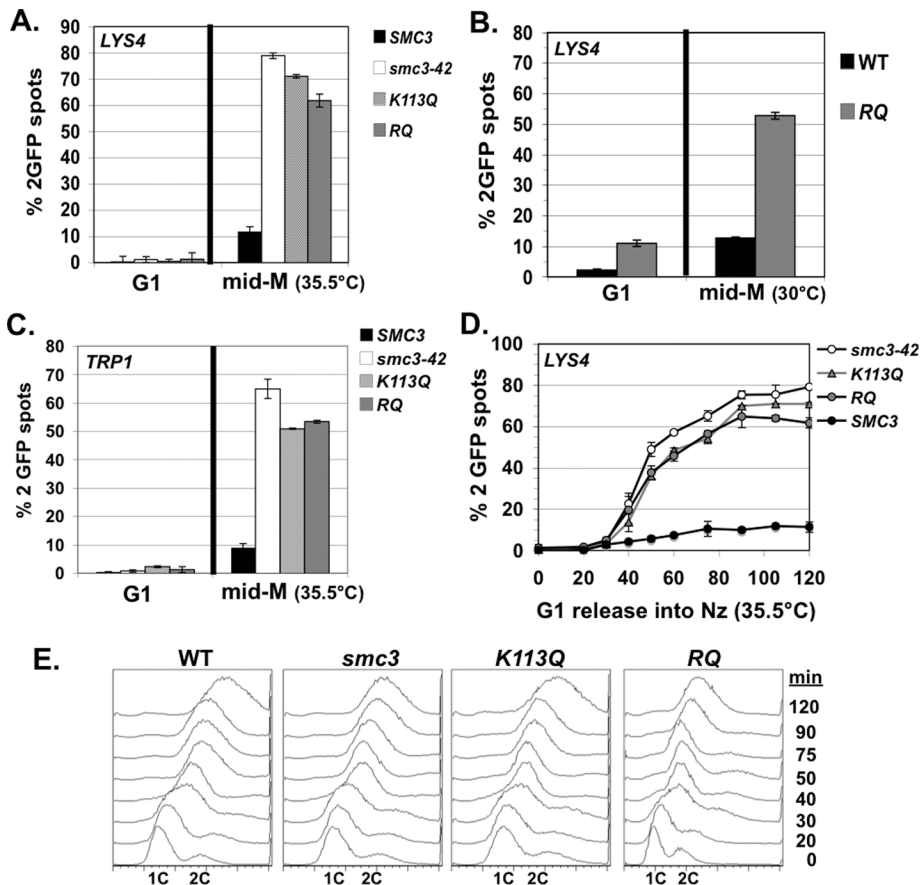 A.
LYS4
% 2GFP spots
90
80
70
60
50
40
30
20
10
0
G1
mid-M (35.5°C)
SMC3
smc3-42
K113Q
RQ
B.
LYS4
% 2GFP spots
80
70
60
50
40
30
20
10
0
G1
mid-M (30°C)
WT
RQ
C.
TRP1
% 2 GFP spots
80
70
60
50
40
30
20
10
0
G1
mid-M (35.5°C)
SMC3
smc3-42
K113Q
RQ
D.
LYS4
% 2 GFP spots
100
80
60
40
20
0
0 20 40 60 80 100 120
G1 release into Nz (35.5°C)
smc3-42
K113Q
RQ
SMC3
E.
WT smc3 K113Q RQ
min
120
90
75
50
40
30
20
0
1C 2C 1C 2C 1C 2C 1C 2C